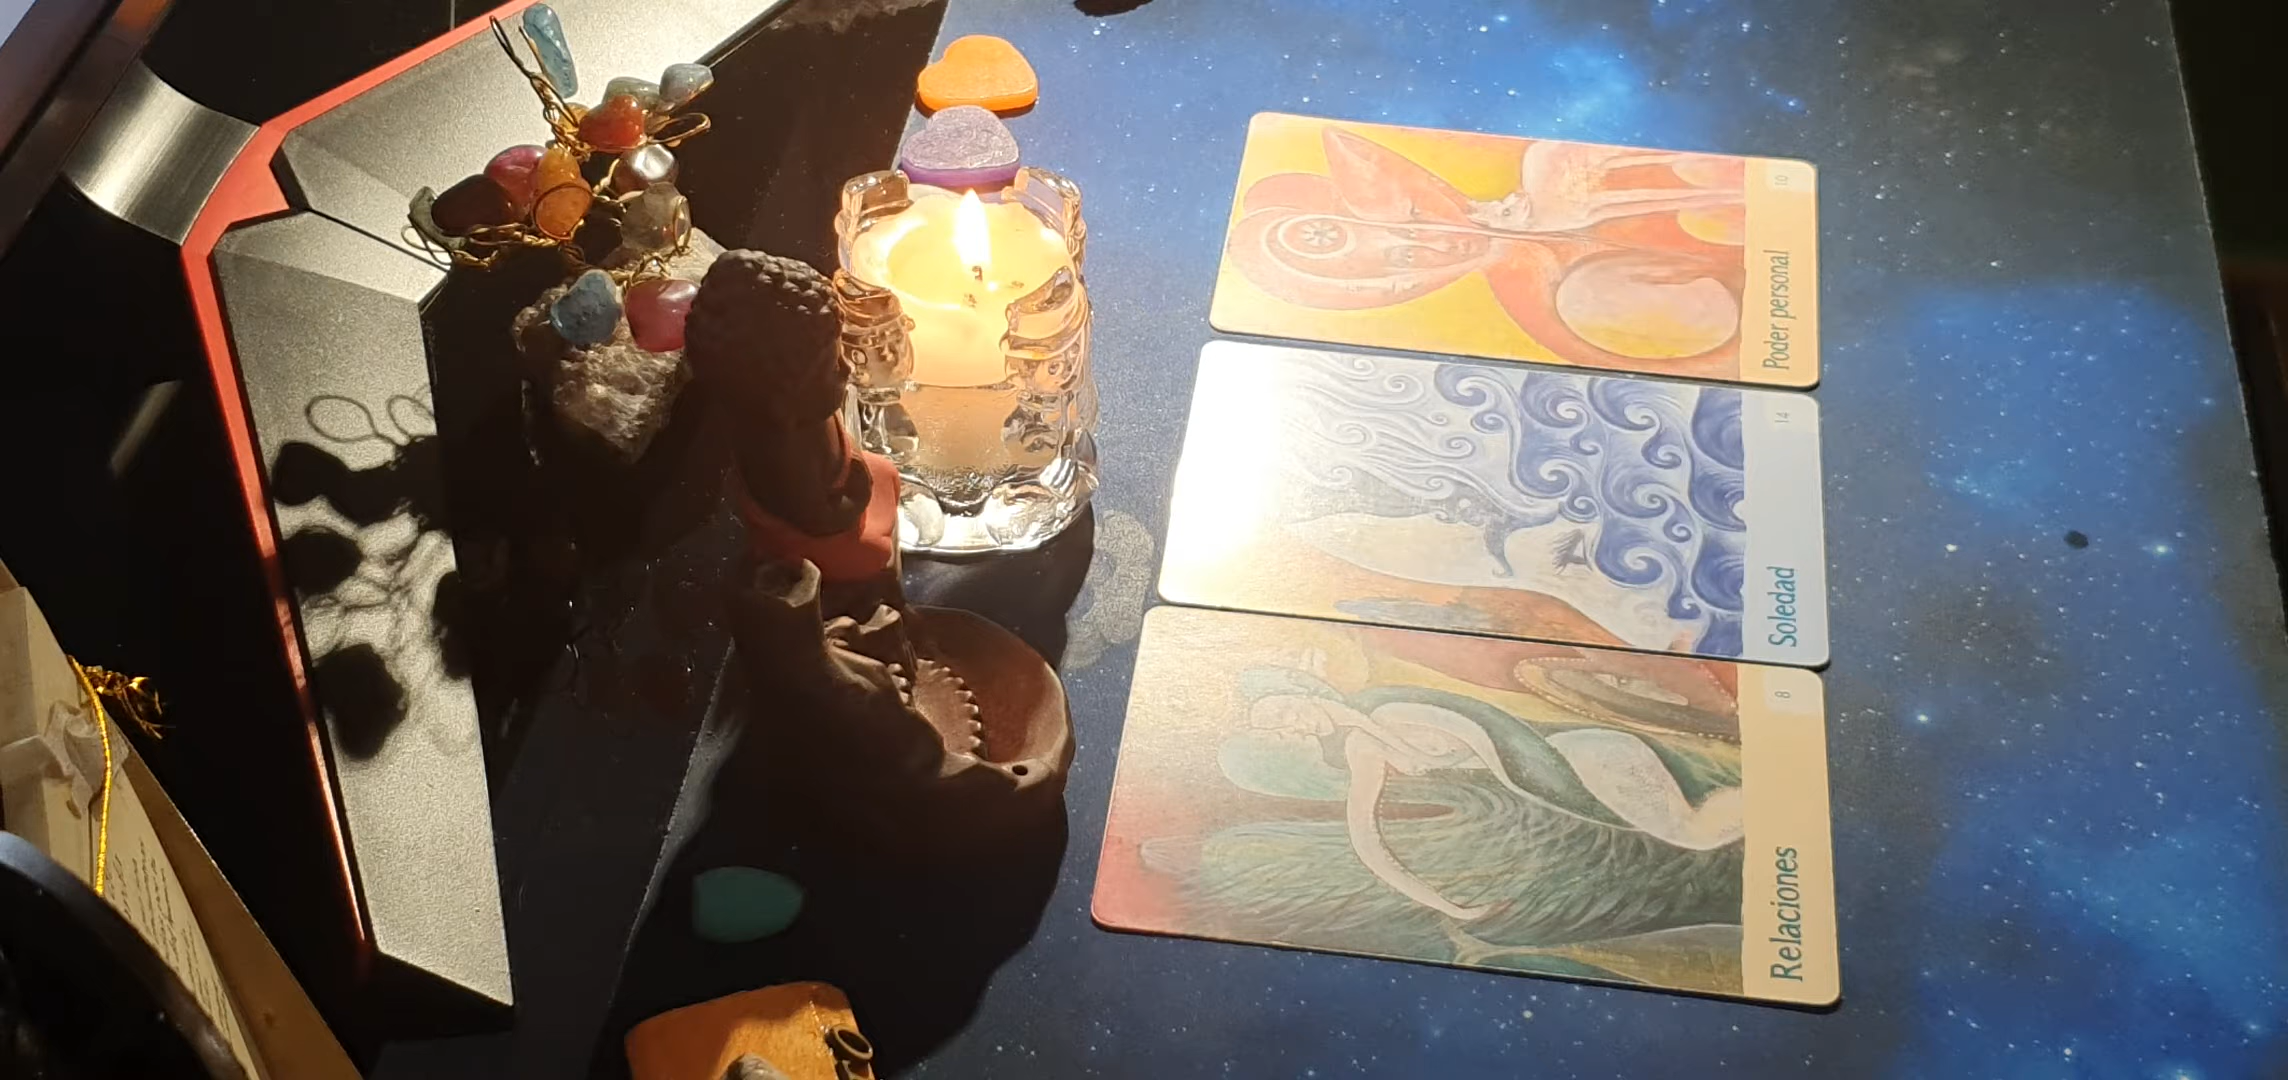 10
Poder personal
14
Soledad
8
Relaciones